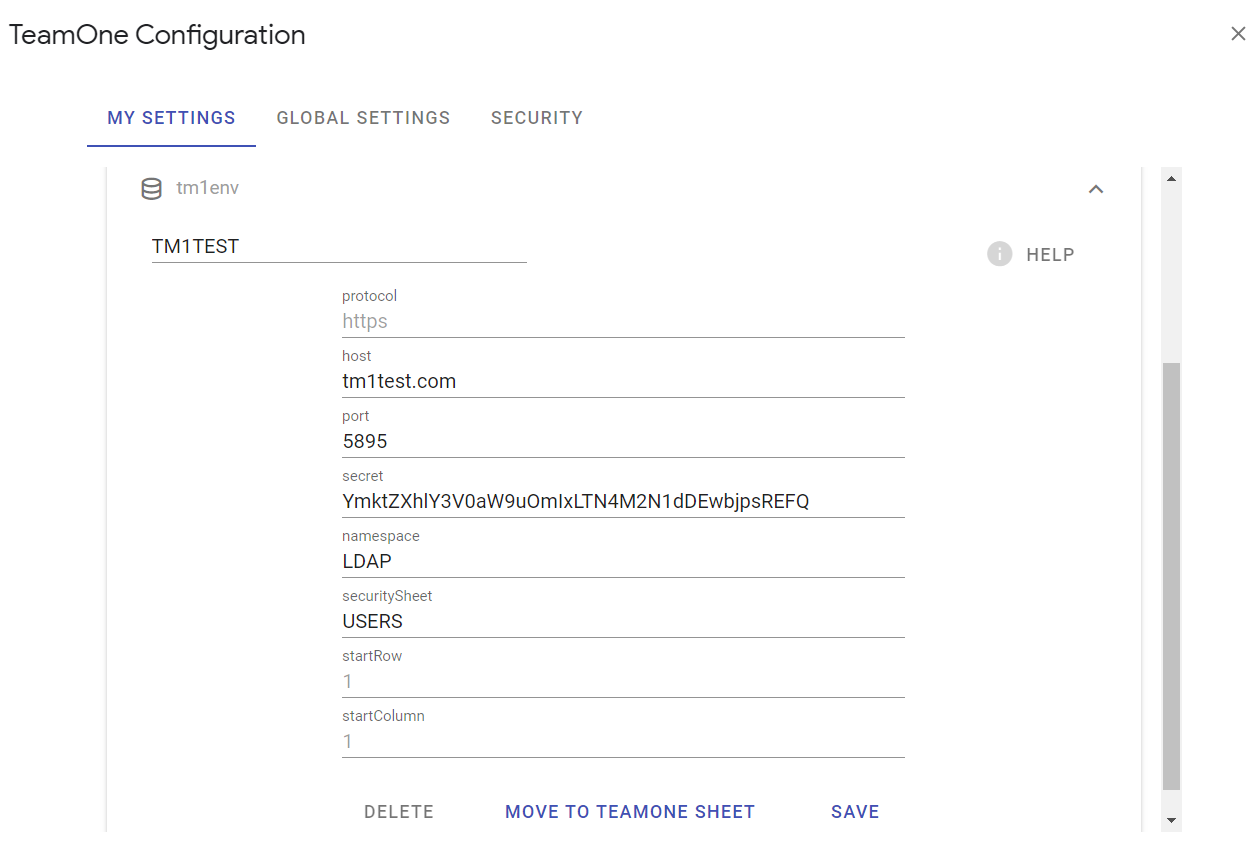 TeamOne Configuration
MY SETTINGS GLOBAL SETTINGS SECURITY
tm1env
TM1TEST
HELP
protocol
https
host
tm1test.com
port
5895
secret
YmktZXhlY3V0aW9uOmIxLTN4M2N1dDEwbjpsREFQ
namespace
LDAP
securitySheet
USERS
startRow
1
startColumn
1
DELETE MOVE TO TEAMONE SHEET SAVE